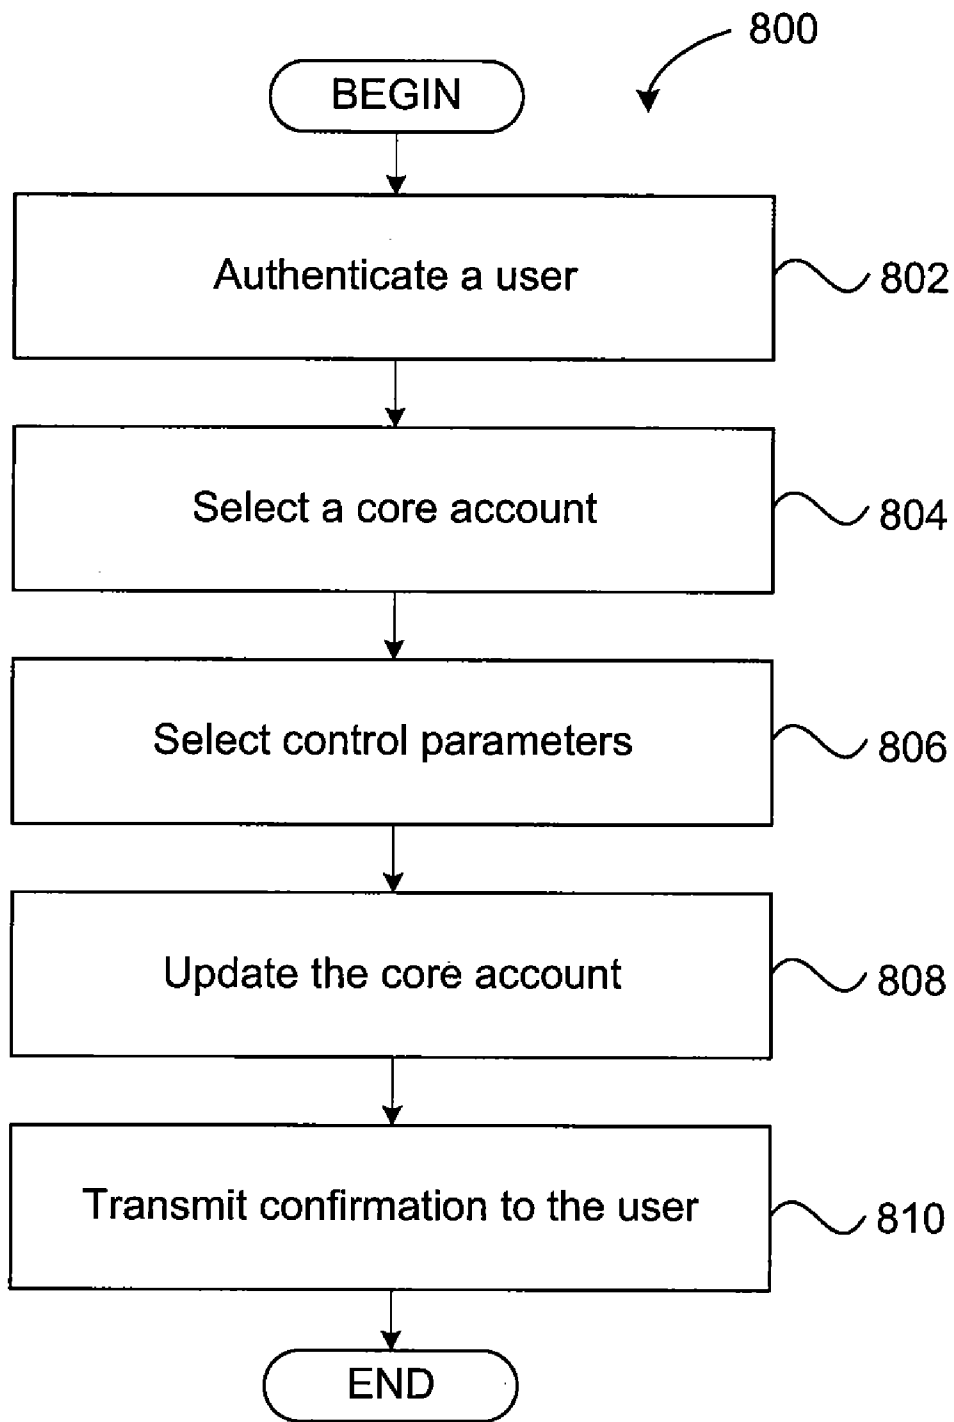 800
BEGIN
Authenticate a user
802
Select a core account
804
Select control parameters
806
Update the core account
808
Transmit confirmation to the user
810
END